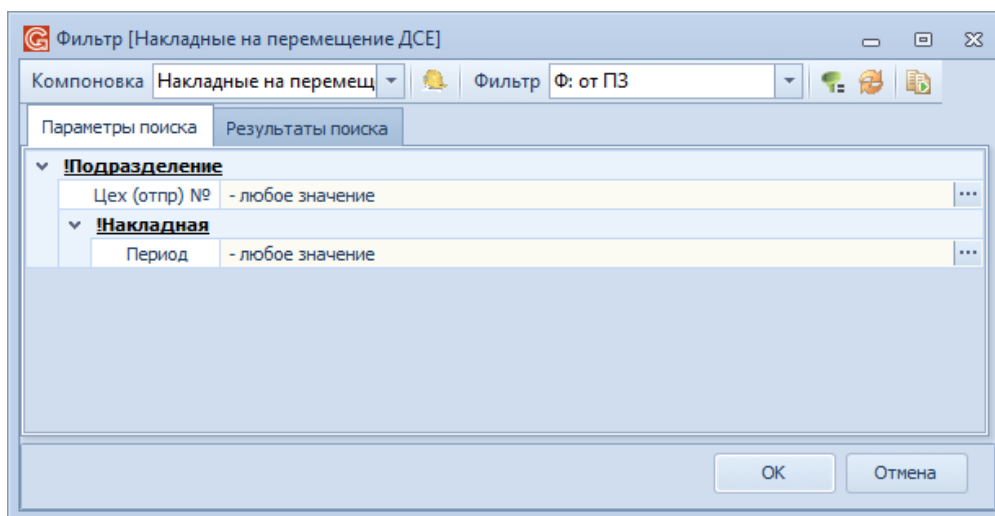 Фильтр [Накладные на перемещение ДСЕ]
Компоновка Накладные на перемещ Фильтр Ф: от ПЗ
Параметры поиска Результаты поиска
!Подразделение
Цех (отпр) № - любое значение ...
!Накладная
Период - любое значение ...
ОК Отмена